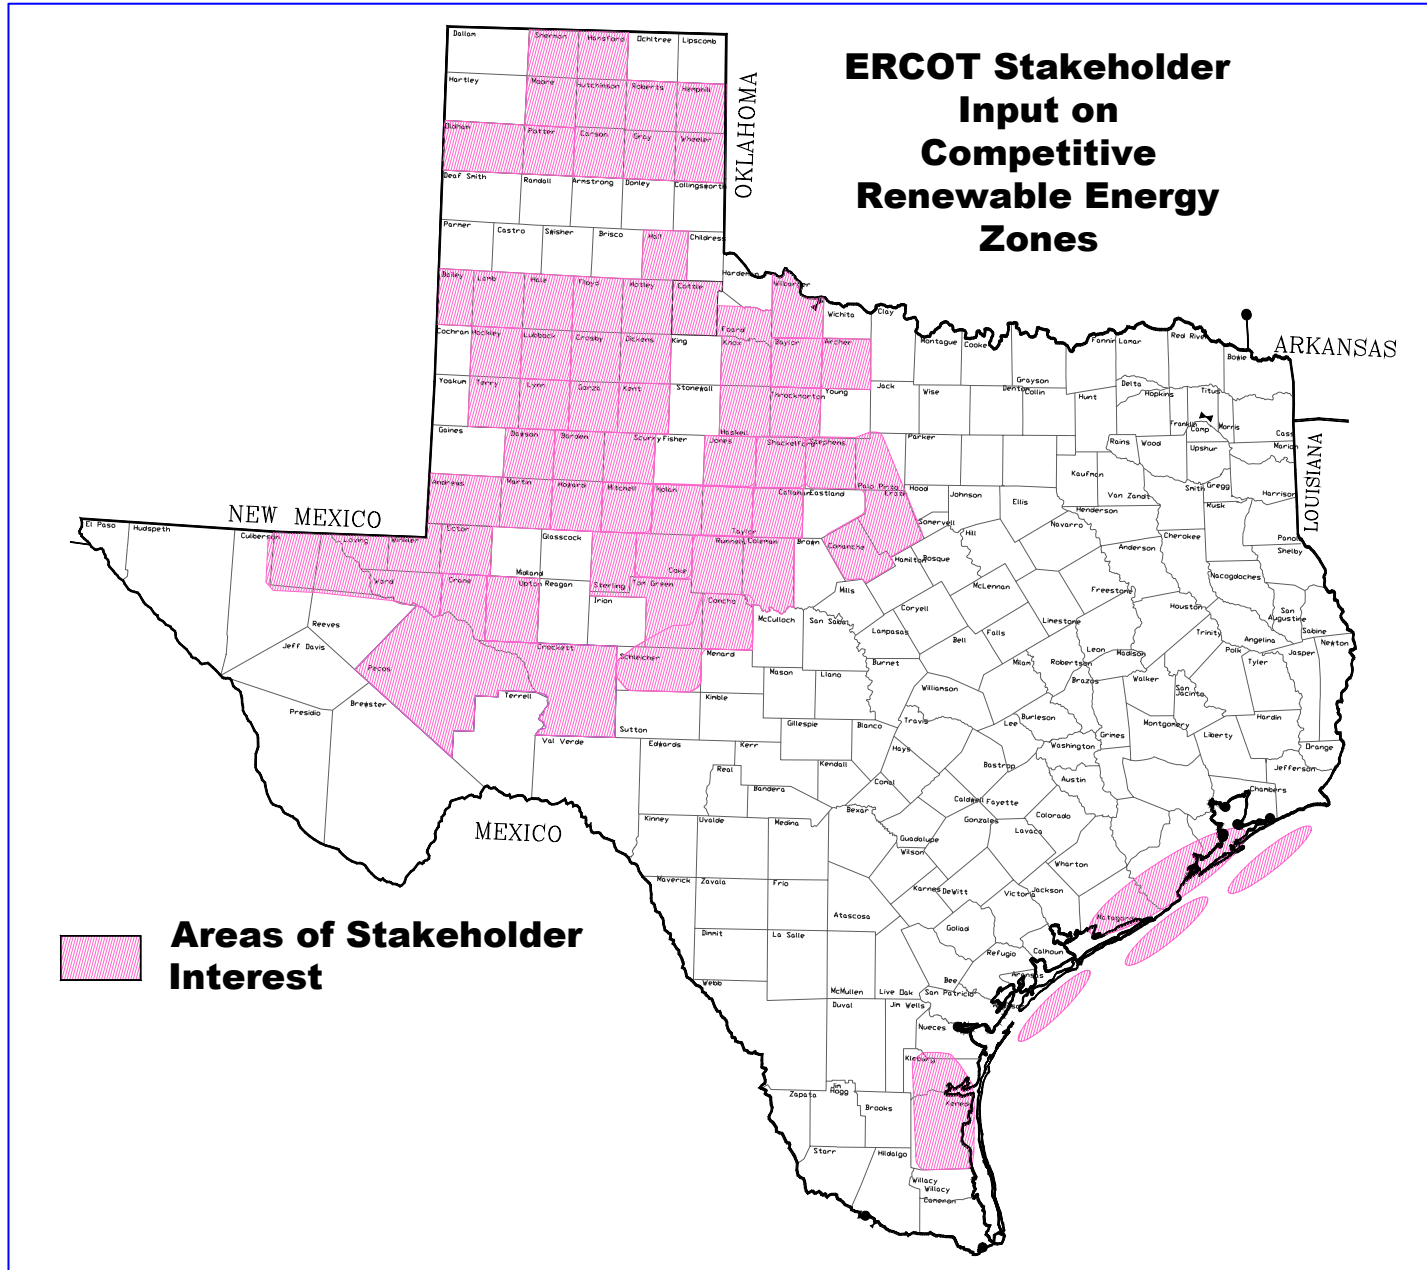 ERCOT Stakeholder
Input on
Competitive
Renewable Energy
Zones
Dallam Sherman Hansford Ochltree Lipscomb
Hartley Moore Hutchinson Roberts Hemphill
OKLAHOMA
Oldham Potter Carson Gray Wheeler
Deaf Smith Randall Armstrong Donley Collingsworth
Parmer Castro Swisher Brisco Hall Childress
Hardeman
Bailey Lamb Hale Floyd Motley Cottle Wilbarger
Foard Wichita Clay
Cochran Hockley Lubbock Crosby Dickens King Knox Baylor Archer Montague Cooke Fannin Lamar Red River Bowie
ARKANSAS
Yoakum Terry Lynn Garza Kent Stonewall Throckmorton Young Jack Wise Denton Collin Grayson Hunt Delta Hopkins Titus
Franklin Camp Morris Cass
Gaines Dawson Borden Scurry Fisher Haskell Jones Shackelford Stephens Parker Rains Wood Upshur Marion
Andrews Martin Howard Mitchell Nolan Callahan Eastland Palo Pinto Erath Hood Johnson Ellis Kaufman Van Zandt Smith Gregg Harrison
LOUISIANA
NEW MEXICO
El Paso Hudspeth Culberson Loving Winkler Ector Midland Glasscock Taylor Somervell Hill Navarro Henderson Rusk Panola
Sterling Coke Runnels Coleman Brown Comanche Hamilton Bosque Anderson Cherokee Shelby
Ward Crane Upton Reagan Irion Tom Green Concho Mills McLennan Freestone Nacogdoches
Reeves McCulloch San Saba Lampasas Coryell Bell Falls Limestone Houston San
Augustine
Sabine
Jeff Davis Pecos Crockett Schleicher Menard Burnet Milam Robertson Leon Madison Trinity Angelina Polk Tyler Jasper Newton
Presidio Brewster Terrell Sutton Kimble Mason Llano Williamson Brazos Walker San
Jacinto
Val Verde Edwards Kerr Gillespie Blanco Travis Lee Burleson Washington Grimes Montgomery Liberty Hardin Orange
Real Kendall Hays Bastrop Austin Jefferson
Bandera Comal Caldwell Fayette Chambers
MEXICO
Kinney Uvalde Medina Bexar Guadalupe Gonzales Lavaca Colorado
Wilson Wharton
Maverick Zavala Frio Karnes DeWitt Victoria Jackson
Atascosa Matagorda
Dimmit La Salle Goliad Refugio Calhoun
Webb McMullen Live Oak Bee San Patricio Aransas
Duval Jim Wells Nueces
Kleberg
Zapata Jim
Hogg Brooks Kenedy
Starr Hidalgo Willacy
Willacy
Cameron
Areas of Stakeholder
Interest